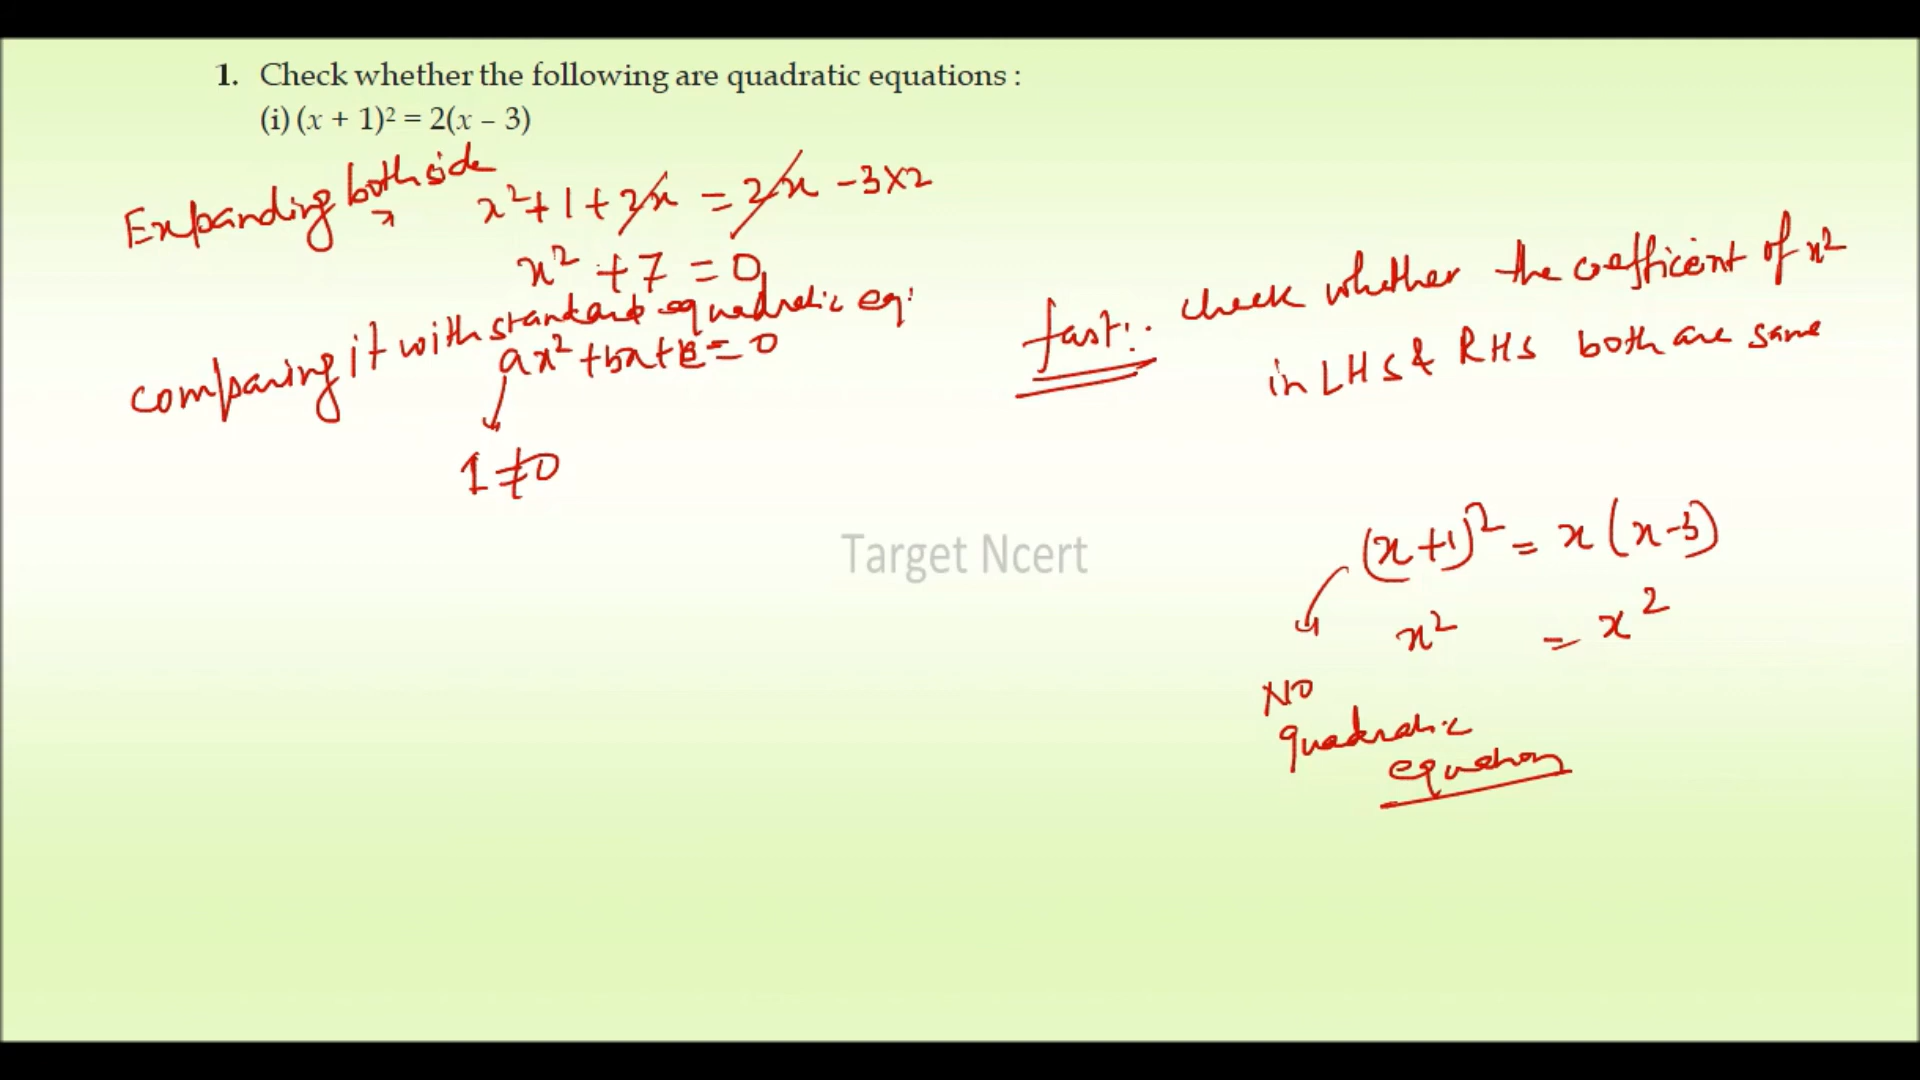 1. Check whether the following are quadratic equations :
(i) (x + 1)² = 2(x – 3)
Expanding both side x² + 1 + 2x = 2x - 3×2
x² + 7 = 0
comparing it with standard quadratic eq:
ax² + bx + c = 0
1 ≠ 0
fast:. check whether the coefficient of x²
in LHS & RHS both are same
Target Ncert
(x+1)² = x(x-3)
x² = x²
NO
quadratic
equation